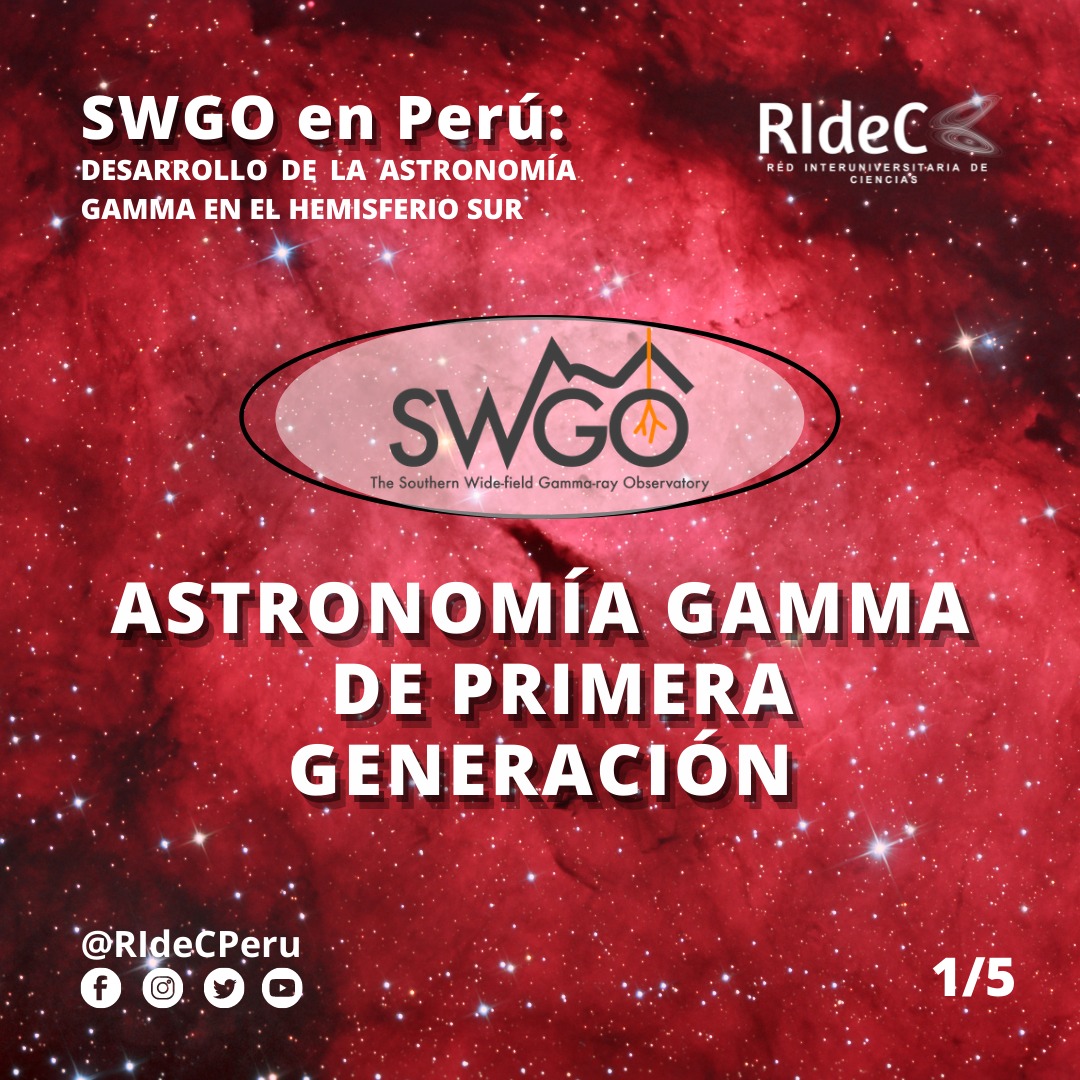 SWGO en Perú:
DESARROLLO DE LA ASTRONOMÍA
GAMMA EN EL HEMISFERIO SUR
RIdeC
RED INTERUNIVERSITARIA DE
CIENCIAS
SWGO
The Southern Wide-field Gamma-ray Observatory
ASTRONOMÍA GAMMA
DE PRIMERA
GENERACIÓN
@RIdeCPeru
1/5